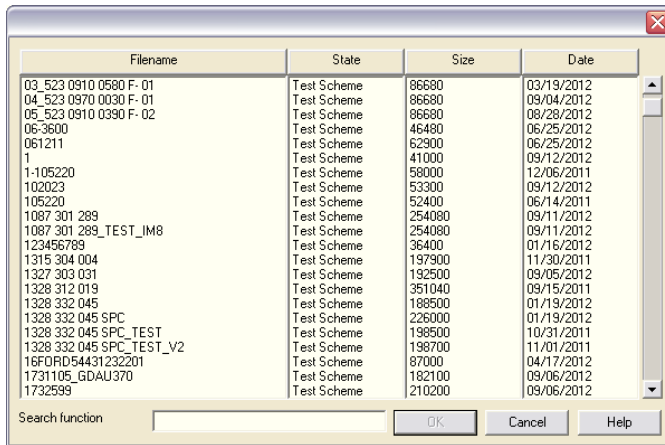 Filename State Size Date
03_523 0910 0580 F- 01 Test Scheme 86680 03/19/2012
04_523 0970 0030 F- 01 Test Scheme 86680 09/04/2012
05_523 0910 0390 F- 02 Test Scheme 86680 08/28/2012
06-3600 Test Scheme 46480 06/25/2012
061211 Test Scheme 62900 06/25/2012
1 Test Scheme 41000 09/12/2012
1-105220 Test Scheme 58000 12/06/2011
102023 Test Scheme 53300 09/12/2012
105220 Test Scheme 52400 06/14/2011
1087 301 289 Test Scheme 254080 09/11/2012
1087 301 289_TEST_IM8 Test Scheme 254080 09/11/2012
123456789 Test Scheme 36400 01/16/2012
1315 304 004 Test Scheme 197900 11/30/2011
1327 303 031 Test Scheme 192500 09/05/2012
1328 312 019 Test Scheme 351040 09/15/2011
1328 332 045 Test Scheme 188500 01/19/2012
1328 332 045 SPC Test Scheme 226000 01/19/2012
1328 332 045 SPC_TEST Test Scheme 198500 10/31/2011
1328 332 045 SPC_TEST_V2 Test Scheme 198700 11/01/2011
16FORD54431232201 Test Scheme 87000 04/17/2012
1731105_GDAU370 Test Scheme 182100 09/06/2012
1732599 Test Scheme 210200 09/06/2012
Search function OK Cancel Help